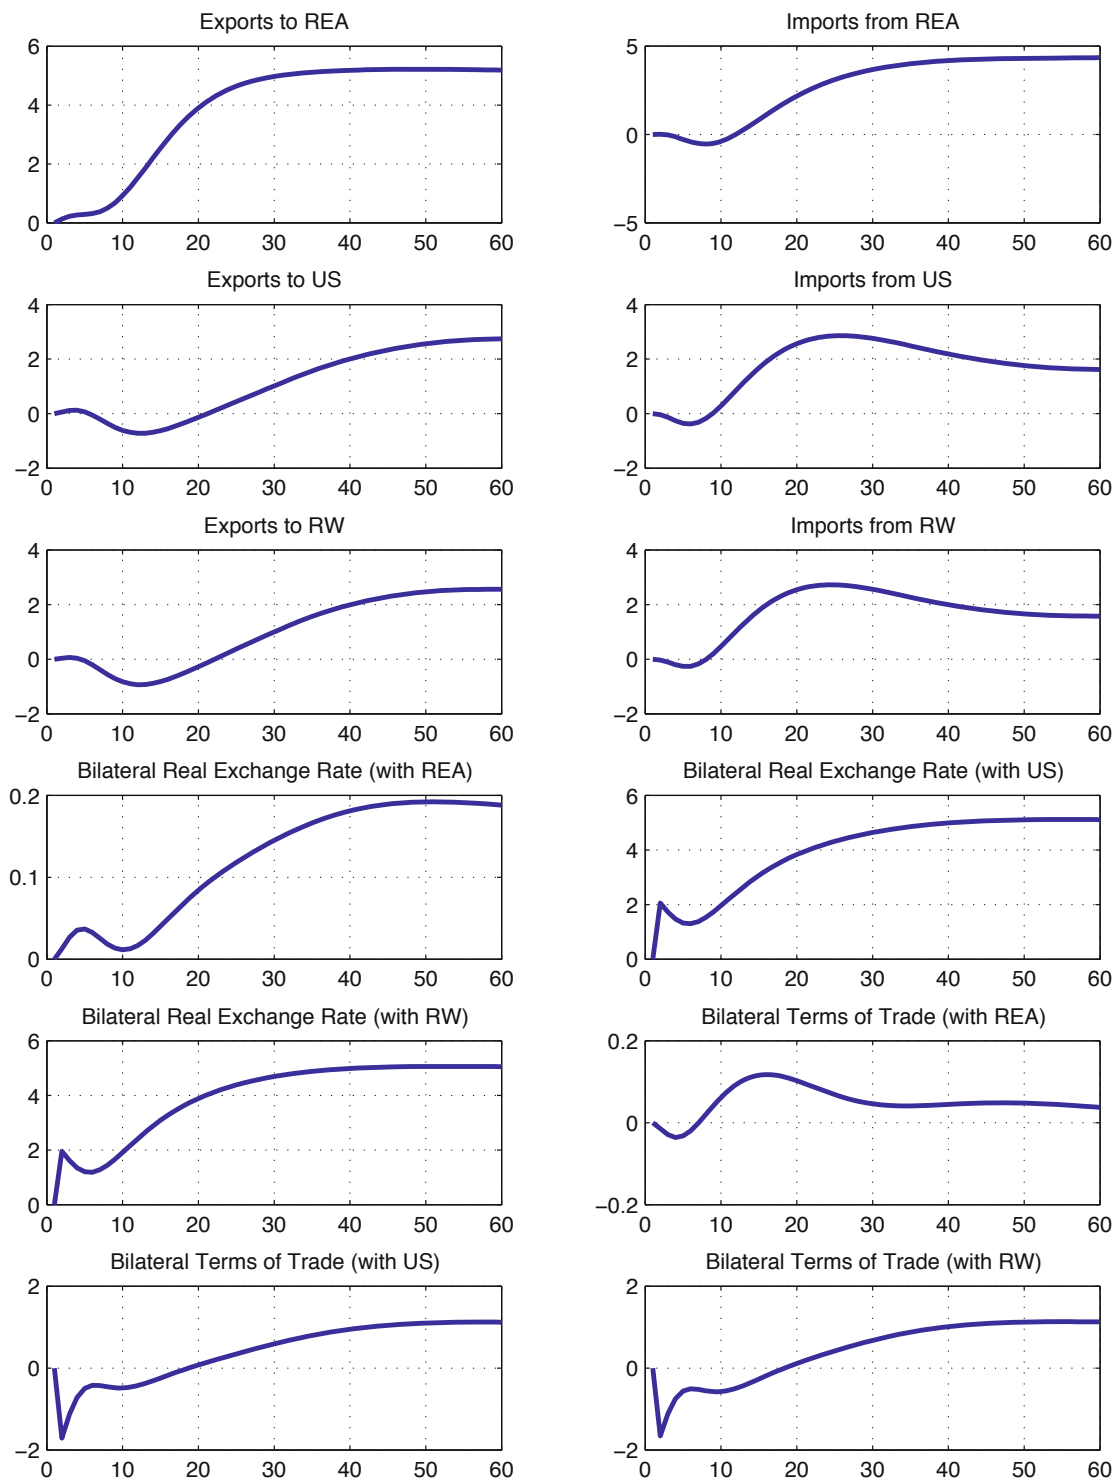 Exports to REA
6
4
2
0
0 10 20 30 40 50 60
Imports from REA
5
0
−5
0 10 20 30 40 50 60
Exports to US
4
2
0
−2
0 10 20 30 40 50 60
Imports from US
4
2
0
−2
0 10 20 30 40 50 60
Exports to RW
4
2
0
−2
0 10 20 30 40 50 60
Imports from RW
4
2
0
−2
0 10 20 30 40 50 60
Bilateral Real Exchange Rate (with REA)
0.2
0.1
0
0 10 20 30 40 50 60
Bilateral Real Exchange Rate (with US)
6
4
2
0
0 10 20 30 40 50 60
Bilateral Real Exchange Rate (with RW)
6
4
2
0
0 10 20 30 40 50 60
Bilateral Terms of Trade (with REA)
0.2
0
−0.2
0 10 20 30 40 50 60
Bilateral Terms of Trade (with US)
2
0
−2
0 10 20 30 40 50 60
Bilateral Terms of Trade (with RW)
2
0
−2
0 10 20 30 40 50 60